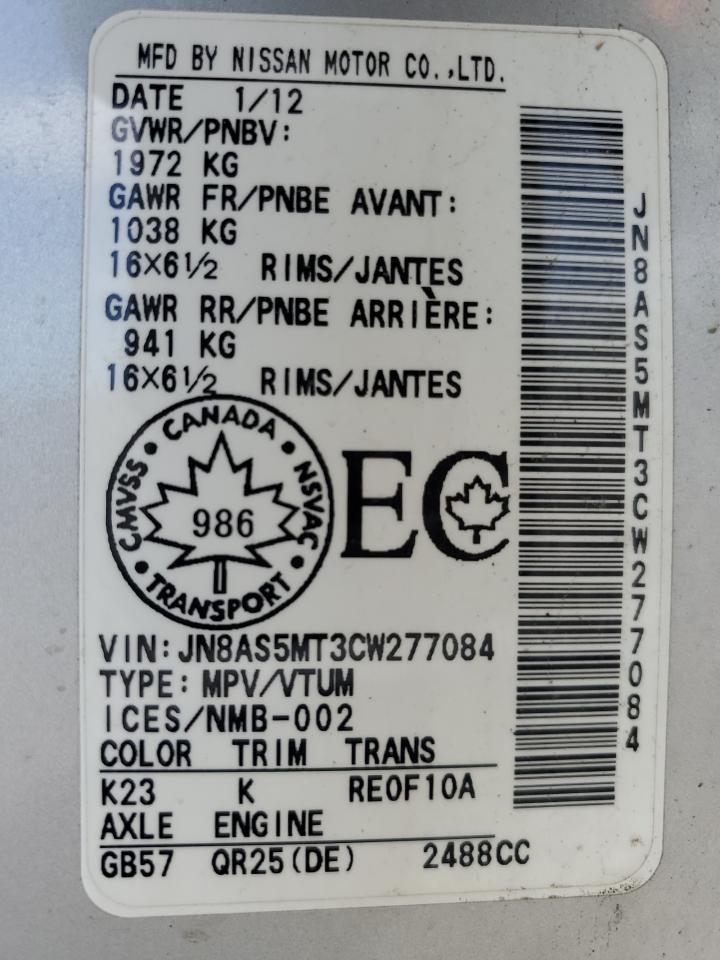 MFD BY NISSAN MOTOR CO.,LTD.
DATE 1/12
GVWR/PNBV:
1972 KG
GAWR FR/PNBE AVANT:
1038 KG
16×6½ RIMS/JANTES
GAWR RR/PNBE ARRIÈRE:
941 KG
16×6½ RIMS/JANTES
CANADA
CMVSS
NSVAC
986
TRANSPORT
EC
VIN:JN8AS5MT3CW277084
TYPE:MPV/VTUM
ICES/NMB-002
COLOR TRIM TRANS
K23 K RE0F10A
AXLE ENGINE
GB57 QR25(DE) 2488CC
JN8AS5MT3CW277084